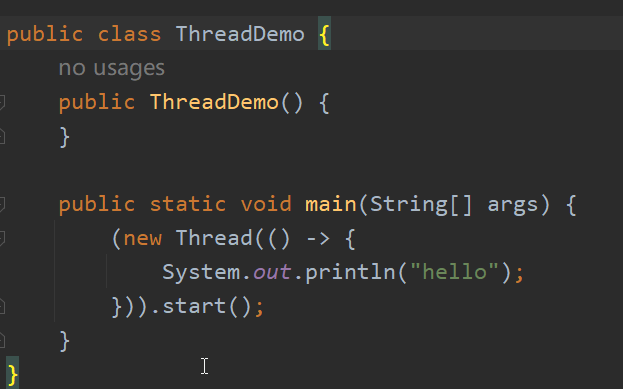 public class ThreadDemo {
no usages
public ThreadDemo() {
}
public static void main(String[] args) {
(new Thread(() -> {
System.out.println("hello");
})).start();
}
}